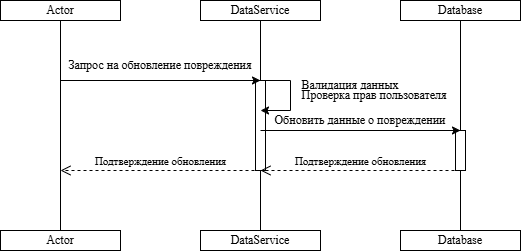 Actor
DataService
Database
Запрос на обновление повреждения
Валидация данных
Проверка прав пользователя
Обновить данные о повреждении
Подтверждение обновления
Подтверждение обновления
Actor
DataService
Database